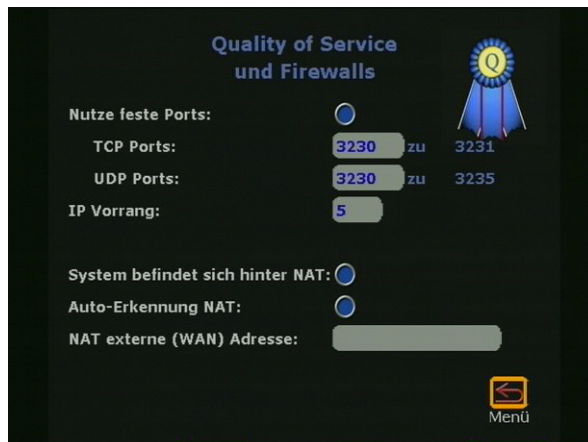 Quality of Service
und Firewalls
Q
Nutze feste Ports:
TCP Ports: 3230 zu 3231
UDP Ports: 3230 zu 3235
IP Vorrang: 5
System befindet sich hinter NAT:
Auto-Erkennung NAT:
NAT externe (WAN) Adresse:
Menü